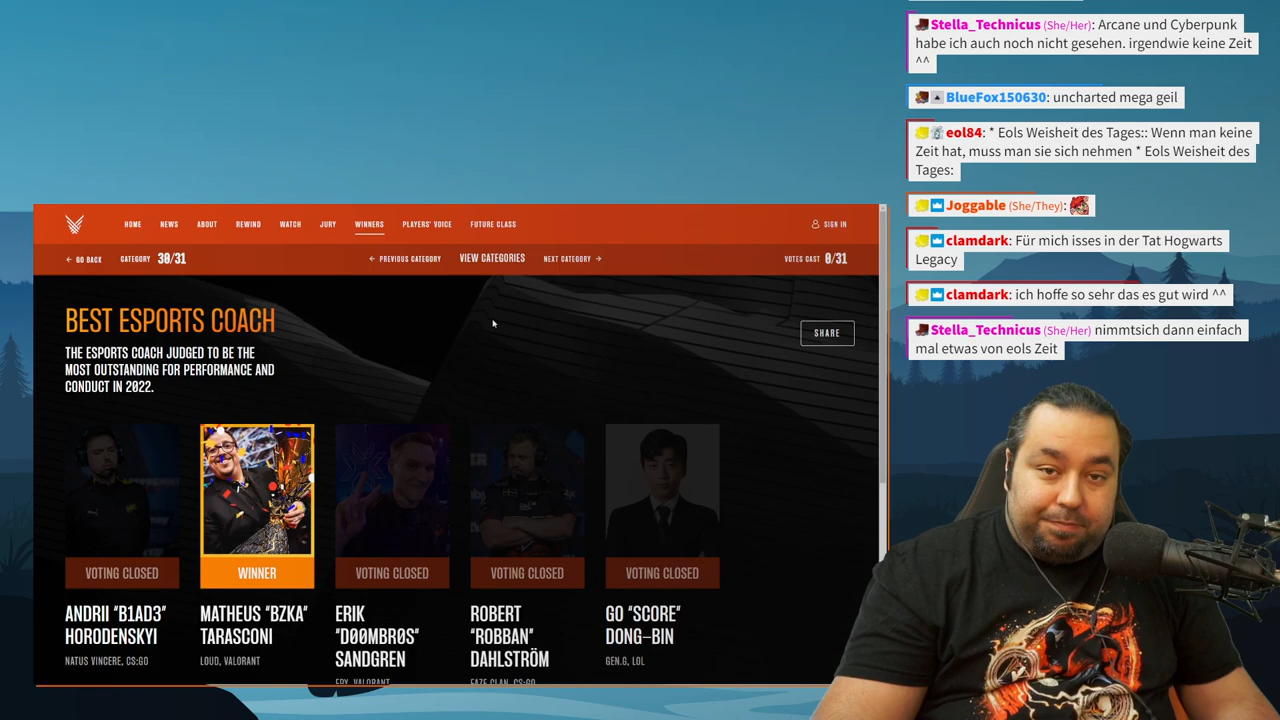 Stella_Technicus (She/Her): Arcane und Cyberpunk
habe ich auch noch nicht gesehen. irgendwie keine Zeit
^^
BlueFox150630: uncharted mega geil
eol84: * Eols Weisheit des Tages:: Wenn man keine
Zeit hat, muss man sie sich nehmen * Eols Weisheit des
Tages:
Joggable (She/They):
clamdark: Für mich isses in der Tat Hogwarts
Legacy
clamdark: ich hoffe so sehr das es gut wird ^^
Stella_Technicus (She/Her) nimmtsich dann einfach
mal etwas von eols Zeit
HOME NEWS ABOUT REWIND WATCH JURY WINNERS PLAYERS' VOICE FUTURE CLASS SIGN IN
← GO BACK CATEGORY 30/31 ← PREVIOUS CATEGORY VIEW CATEGORIES NEXT CATEGORY → VOTES CAST 0/31
BEST ESPORTS COACH
THE ESPORTS COACH JUDGED TO BE THE
MOST OUTSTANDING FOR PERFORMANCE AND
CONDUCT IN 2022.
SHARE
VOTING CLOSED
ANDRII "B1AD3"
HORODENSKYI
NATUS VINCERE, CS:GO
WINNER
MATHEUS "BZKA"
TARASCONI
LOUD, VALORANT
VOTING CLOSED
ERIK
"D00MBR0S"
SANDGREN
FPX, VALORANT
VOTING CLOSED
ROBERT
"ROBBAN"
DAHLSTRÖM
FAZE CLAN, CS:GO
VOTING CLOSED
GO "SCORE"
DONG-BIN
GEN.G, LOL